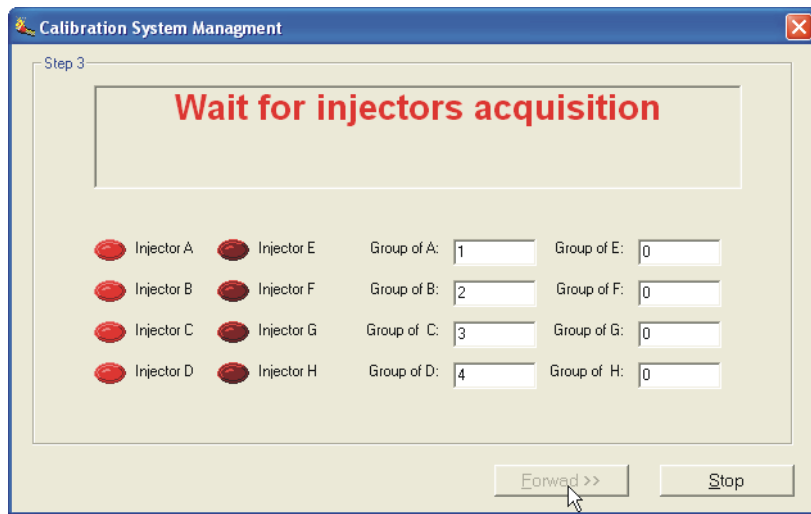 Calibration System Managment
Step 3
Wait for injectors acquisition
Injector A Injector E Group of A: 1 Group of E: 0
Injector B Injector F Group of B: 2 Group of F: 0
Injector C Injector G Group of C: 3 Group of G: 0
Injector D Injector H Group of D: 4 Group of H: 0
Forwad >> Stop